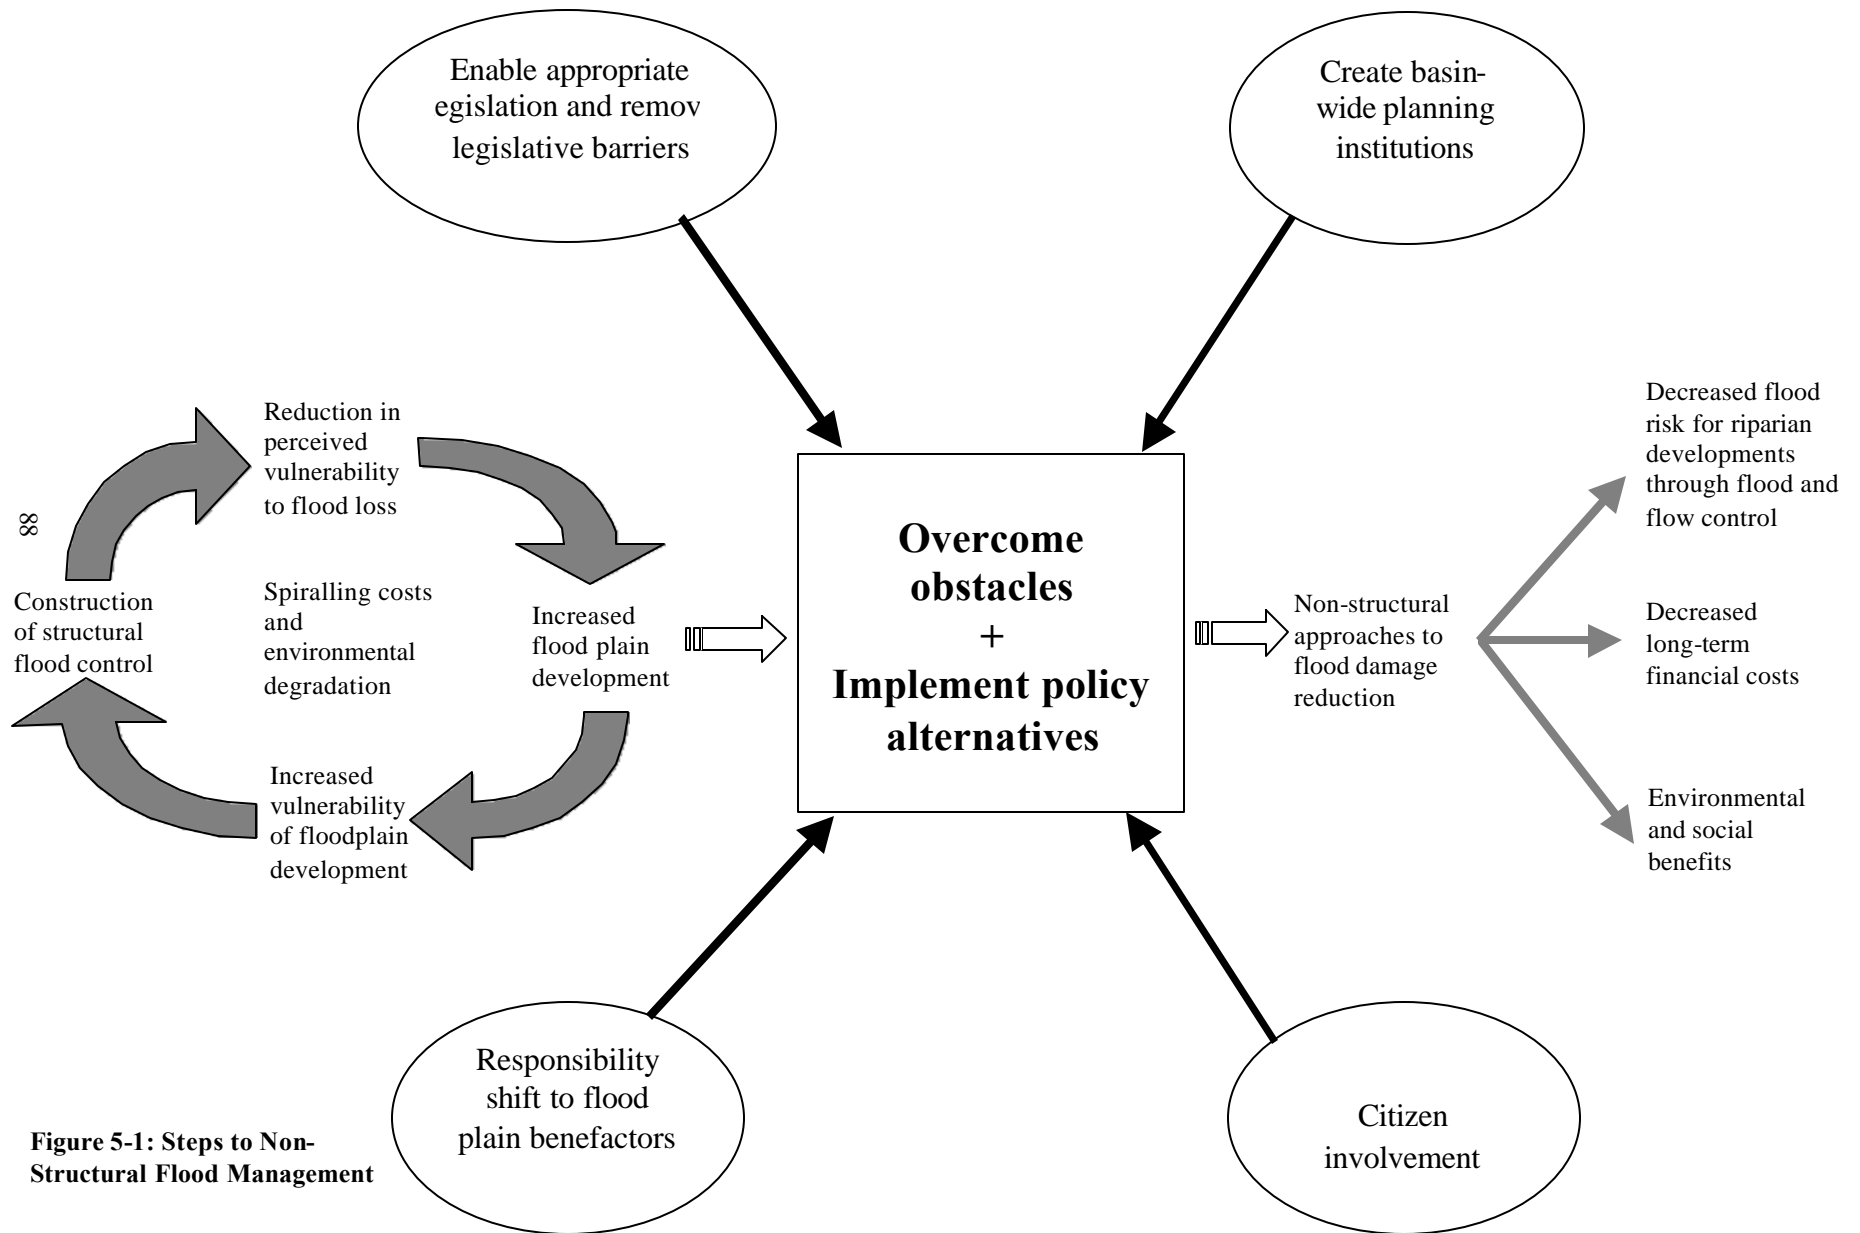 Enable appropriate
egislation and remov
legislative barriers
Create basin-
wide planning
institutions
Reduction in
perceived
vulnerability
to flood loss
Spiralling costs
and
environmental
degradation
Construction
of structural
flood control
Increased
flood plain
development
Increased
vulnerability
of floodplain
development
88
Overcome
obstacles
+
Implement policy
alternatives
Non-structural
approaches to
flood damage
reduction
Decreased flood
risk for riparian
developments
through flood and
flow control
Decreased
long-term
financial costs
Environmental
and social
benefits
Responsibility
shift to flood
plain benefactors
Citizen
involvement
Figure 5-1: Steps to Non-
Structural Flood Management